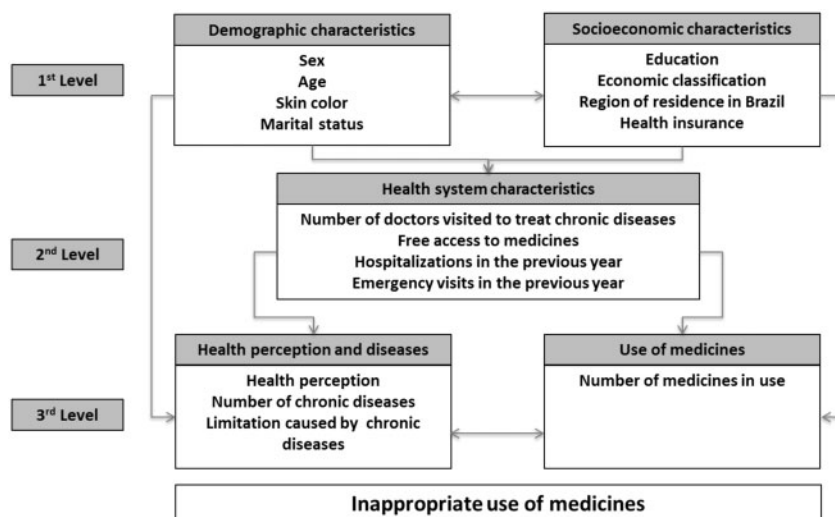 Demographic characteristics
Sex
Age
Skin color
Marital status
Socioeconomic characteristics
Education
Economic classification
Region of residence in Brazil
Health insurance
1st Level
Health system characteristics
Number of doctors visited to treat chronic diseases
Free access to medicines
Hospitalizations in the previous year
Emergency visits in the previous year
2nd Level
Health perception and diseases
Health perception
Number of chronic diseases
Limitation caused by chronic
diseases
Use of medicines
Number of medicines in use
3rd Level
Inappropriate use of medicines